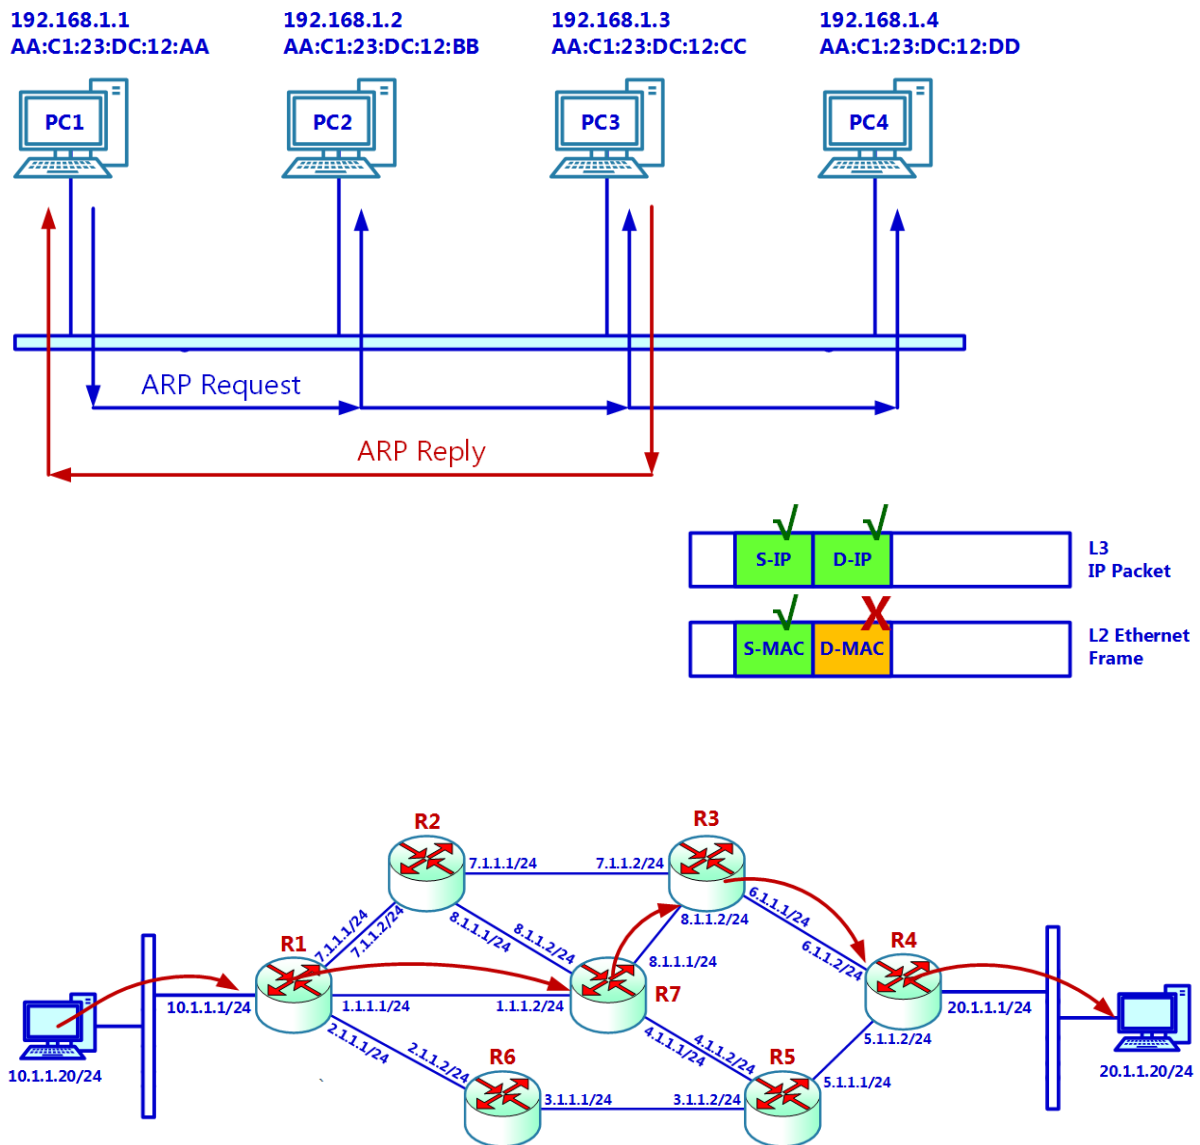 192.168.1.1
AA:C1:23:DC:12:AA
192.168.1.2
AA:C1:23:DC:12:BB
192.168.1.3
AA:C1:23:DC:12:CC
192.168.1.4
AA:C1:23:DC:12:DD
PC1
PC2
PC3
PC4
ARP Request
ARP Reply
S-IP
D-IP
L3
IP Packet
S-MAC
D-MAC
X
L2 Ethernet
Frame
R2
R3
7.1.1.1/24
7.1.1.2/24
7.1.1.1/24
7.1.1.2/24
8.1.1.1/24
8.1.1.2/24
8.1.1.2/24
8.1.1.1/24
6.1.1.1/24
6.1.1.2/24
R1
R7
R4
10.1.1.1/24
1.1.1.1/24
1.1.1.2/24
20.1.1.1/24
2.1.1.1/24
2.1.1.2/24
4.1.1.2/24
4.1.1.1/24
5.1.1.2/24
5.1.1.1/24
R6
R5
3.1.1.1/24
3.1.1.2/24
10.1.1.20/24
20.1.1.20/24